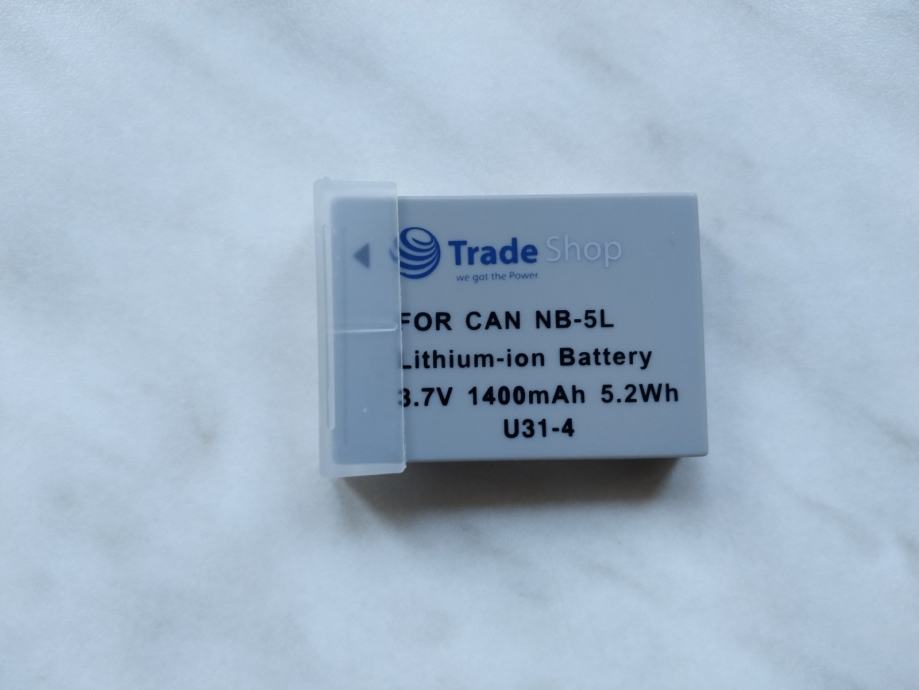 Trade Shop
we got the Power
FOR CAN NB-5L
Lithium-ion Battery
3.7V 1400mAh 5.2Wh
U31-4